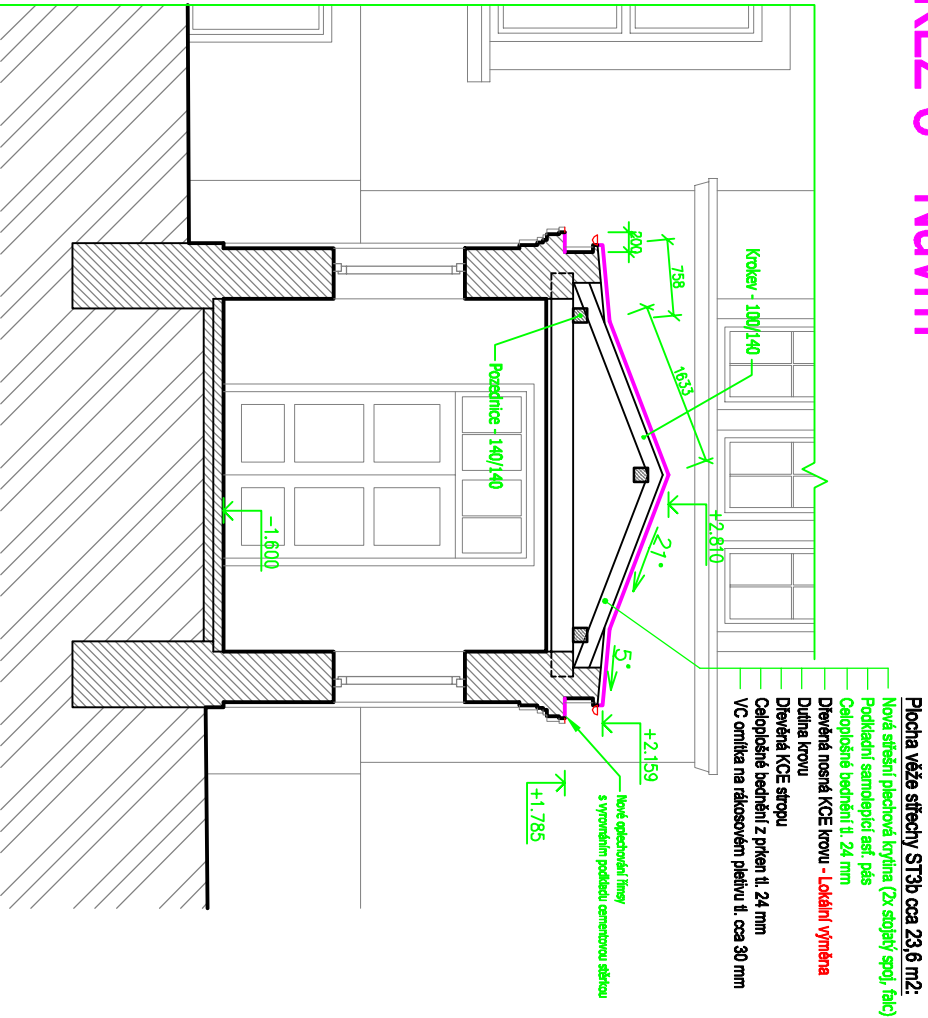 Návrh
Plocha věže střechy ST3b cca 23,6 m2:
Nová střešní plechová krytina (2x stojatý spoj, falc)
Podkladní samolepicí asf. pás
Celoplošné bednění tl. 24 mm
Dřevěná nosná KCE krovu - Lokální výměna
Dutina krovu
Dřevěná KCE stropu
Celoplošné bednění z prken tl. 24 mm
VC omítka na rákosovém pletivu tl. cca 30 mm
Krokev - 100/140
+2.810
200
758
1633
21°
5°
+2.159
+1.785
Nové oplechování římsy
s vyrovnáním podkladu cementovou stěrkou
Pozednice - 140/140
-1.600